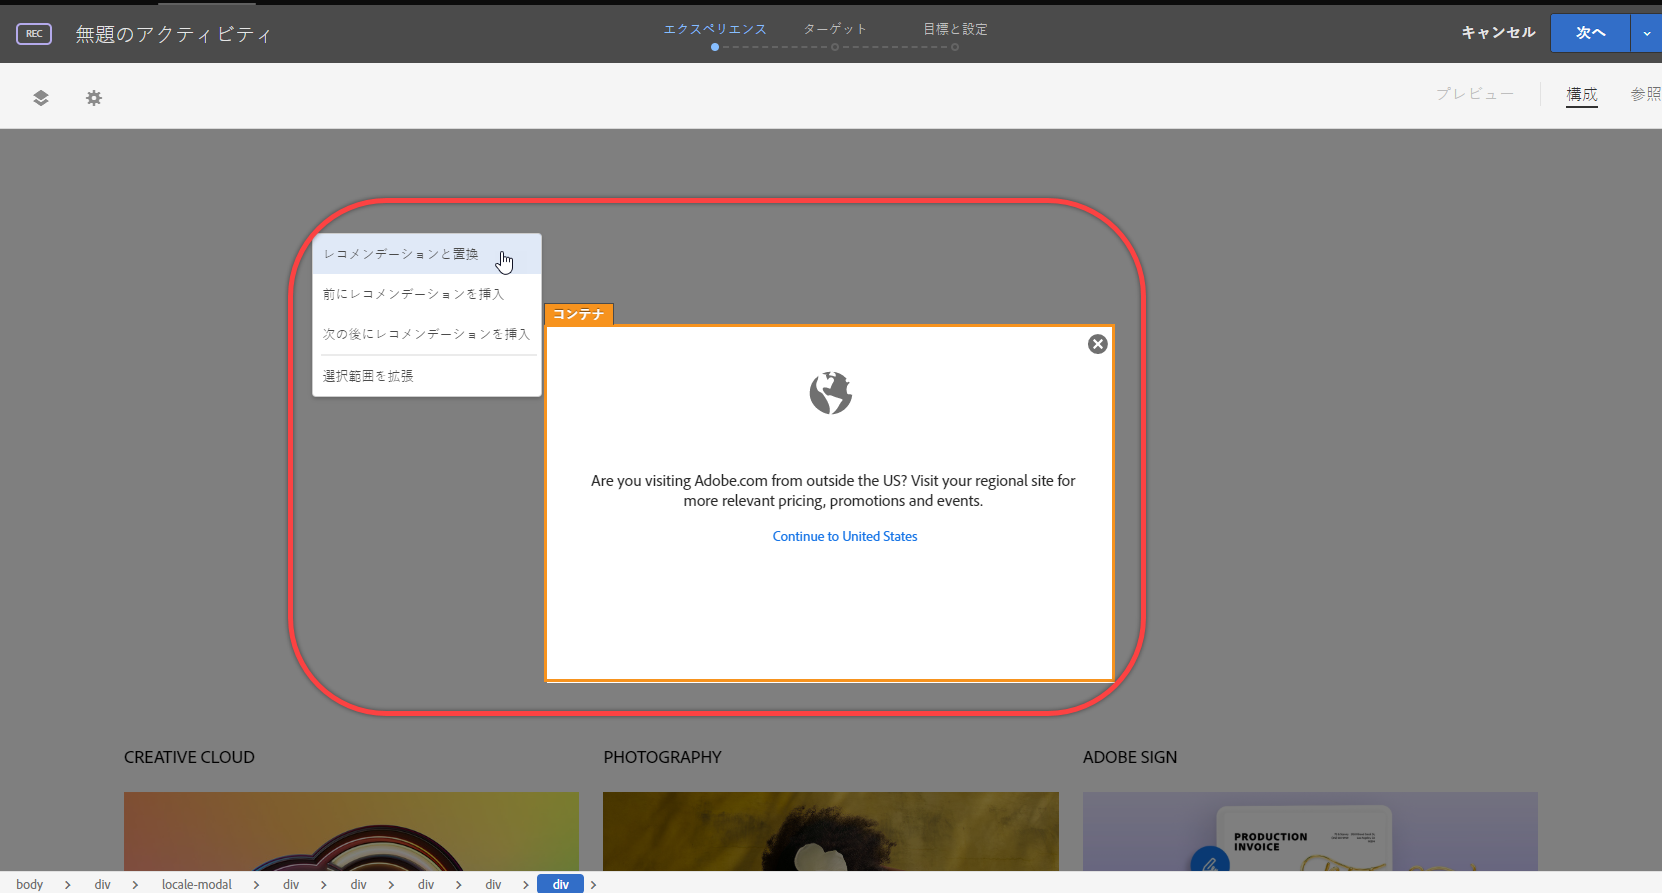 REC
無題のアクティビティ
エクスペリエンス
ターゲット
目標と設定
キャンセル
次へ
プレビュー
構成
参照
レコメンデーションと置換
前にレコメンデーションを挿入
次の後にレコメンデーションを挿入
選択範囲を拡張
コンテナ
Are you visiting Adobe.com from outside the US? Visit your regional site for
more relevant pricing, promotions and events.
Continue to United States
CREATIVE CLOUD
PHOTOGRAPHY
ADOBE SIGN
PRODUCTION
INVOICE
body > div > locale-modal > div > div > div > div > div >